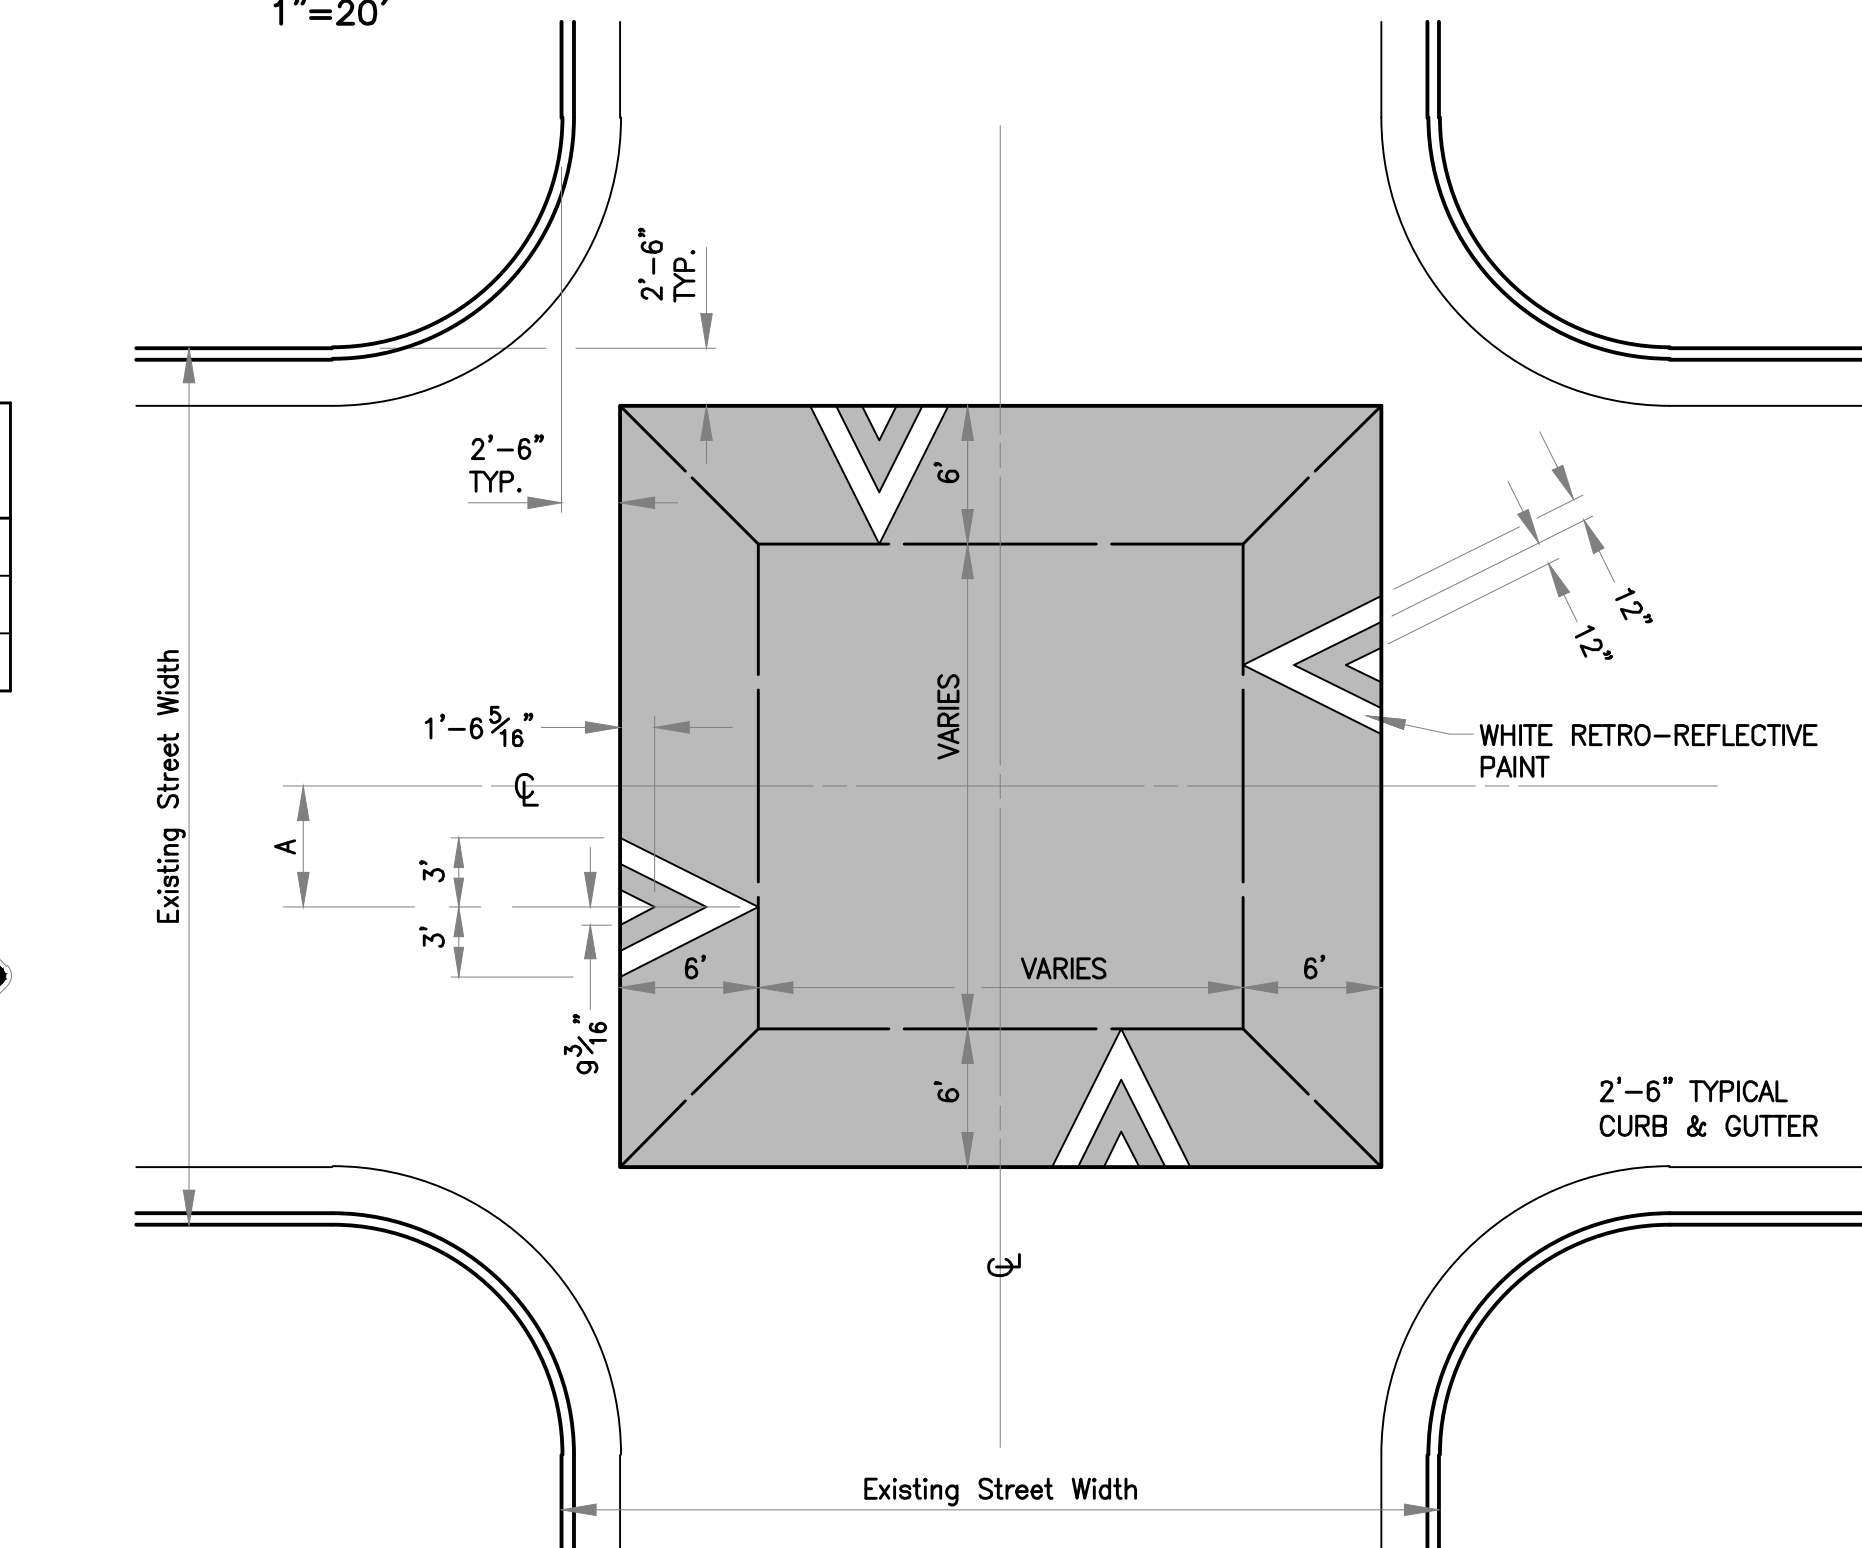 1"=20'
2'-6"
TYP.
2'-6"
TYP.
6'
12"
12"
VARIES
1'-6 5/16"
WHITE RETRO-REFLECTIVE
PAINT
℄
Existing Street Width
A
3'
3'
6'
VARIES
6'
9 3/16"
6'
2'-6" TYPICAL
CURB & GUTTER
℄
Existing Street Width